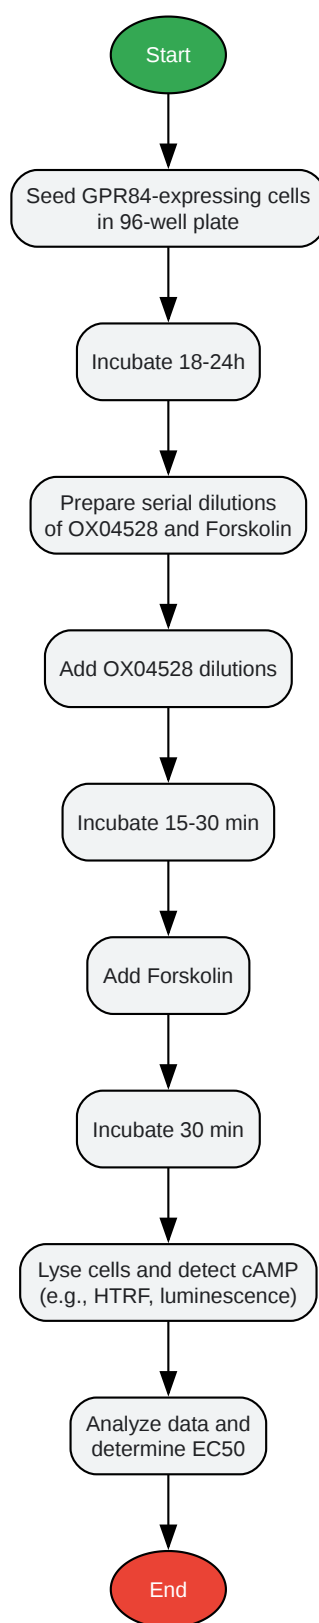 Start
Seed GPR84-expressing cells
in 96-well plate
Incubate 18-24h
Prepare serial dilutions
of OX04528 and Forskolin
Add OX04528 dilutions
Incubate 15-30 min
Add Forskolin
Incubate 30 min
Lyse cells and detect cAMP
(e.g., HTRF, luminescence)
Analyze data and
determine EC50
End